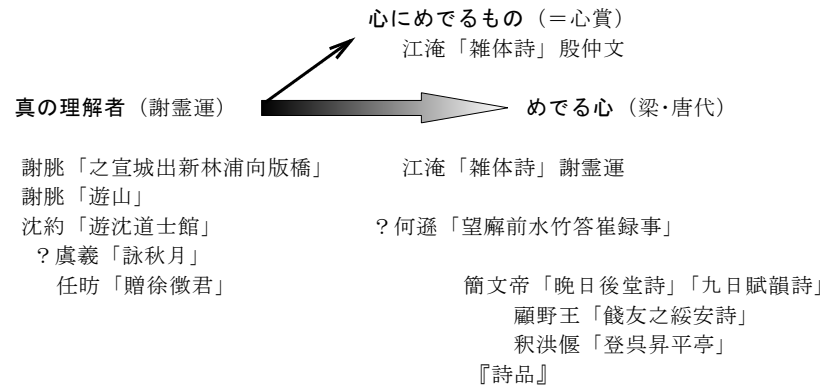 心にめでるもの（＝心賞）
江淹「雑体詩」殷仲文
真の理解者（謝霊運）
めでる心（梁・唐代）
謝朓「之宣城出新林浦向版橋」
江淹「雑体詩」謝霊運
謝朓「遊山」
沈約「遊沈道士館」
？何遜「望廨前水竹答崔録事」
？虞羲「詠秋月」
任昉「贈徐徴君」
簡文帝「晩日後堂詩」「九日賦韻詩」
顧野王「餞友之綏安詩」
釈洪偃「登呉昇平亭」
『詩品』